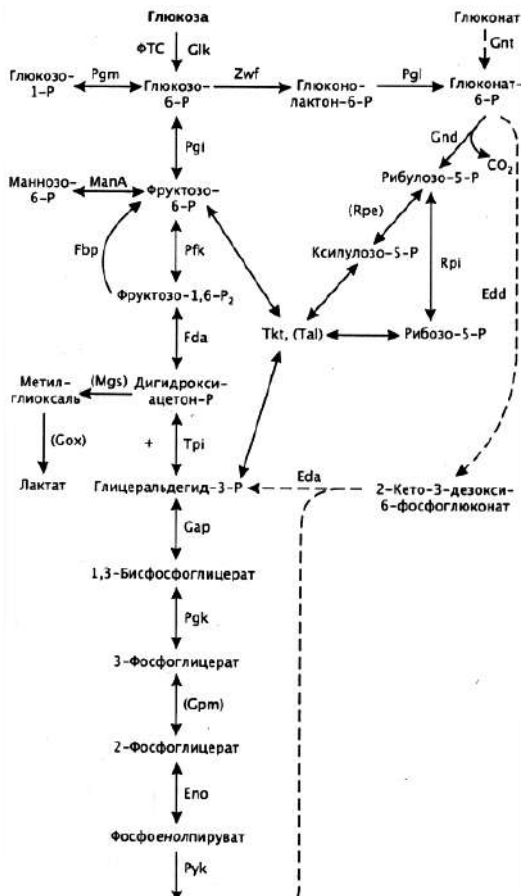 Глюкоза
Глюконат
ФТС
Glk
Gnt
Глюкозо-
1-Р
Pgm
Глюкозо-
6-Р
Zwf
Глюконо-
лактон-6-Р
Pgl
Глюконат-
6-Р
Pgi
Gnd
CO₂
Рибулозо-5-Р
Манноза-
6-Р
ManA
Фруктозо-
6-Р
(Rpe)
Fbp
Pfk
Ксилулозо-5-Р
Rpi
Edd
Фруктозо-1,6-Р₂
Fda
Tkt, (Tal)
Рибозо-5-Р
Метил-
глиоксаль
(Mgs)
Дигидрокси-
ацетон-Р
(Gox)
+
Tpi
Лактат
Глицеральдегид-3-Р
Eda
2-Кето-3-дезокси-
6-фосфоглюконат
Gap
1,3-Бисфосфоглицерат
Pgk
3-Фосфоглицерат
(Gpm)
2-Фосфоглицерат
Eno
Фосфоенолпируват
Pyk